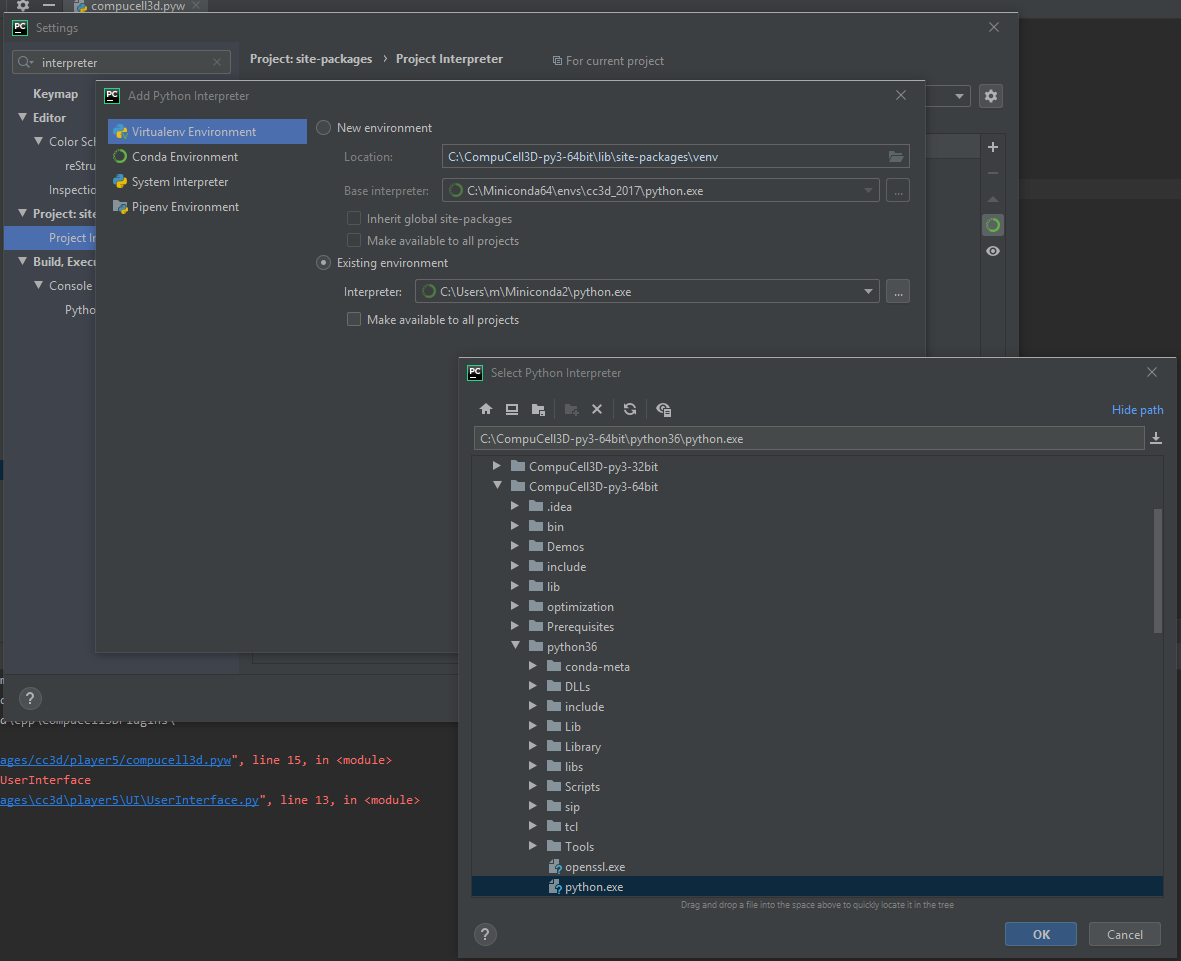 compucell3d.pyw
PC Settings
interpreter
Project: site-packages › Project Interpreter
For current project
Keymap
Editor
Color Sch
reStru
Inspectio
Project: site
Project In
Build, Execu
Console
Pytho
PC Add Python Interpreter
Virtualenv Environment
Conda Environment
System Interpreter
Pipenv Environment
New environment
Location: C:\CompuCell3D-py3-64bit\lib\site-packages\venv
Base interpreter: C:\Miniconda64\envs\cc3d_2017\python.exe ...
Inherit global site-packages
Make available to all projects
Existing environment
Interpreter: C:\Users\m\Miniconda2\python.exe ...
Make available to all projects
PC Select Python Interpreter
Hide path
C:\CompuCell3D-py3-64bit\python36\python.exe
CompuCell3D-py3-32bit
CompuCell3D-py3-64bit
.idea
bin
Demos
include
lib
optimization
Prerequisites
python36
conda-meta
DLLs
include
Lib
Library
libs
Scripts
sip
tcl
Tools
openssl.exe
python.exe
Drag and drop a file into the space above to quickly locate it in the tree
? OK Cancel
?
ages/cc3d/player5/compucell3d.pyw", line 15, in <module>
UserInterface
ages\cc3d\player5\UI\UserInterface.py", line 13, in <module>